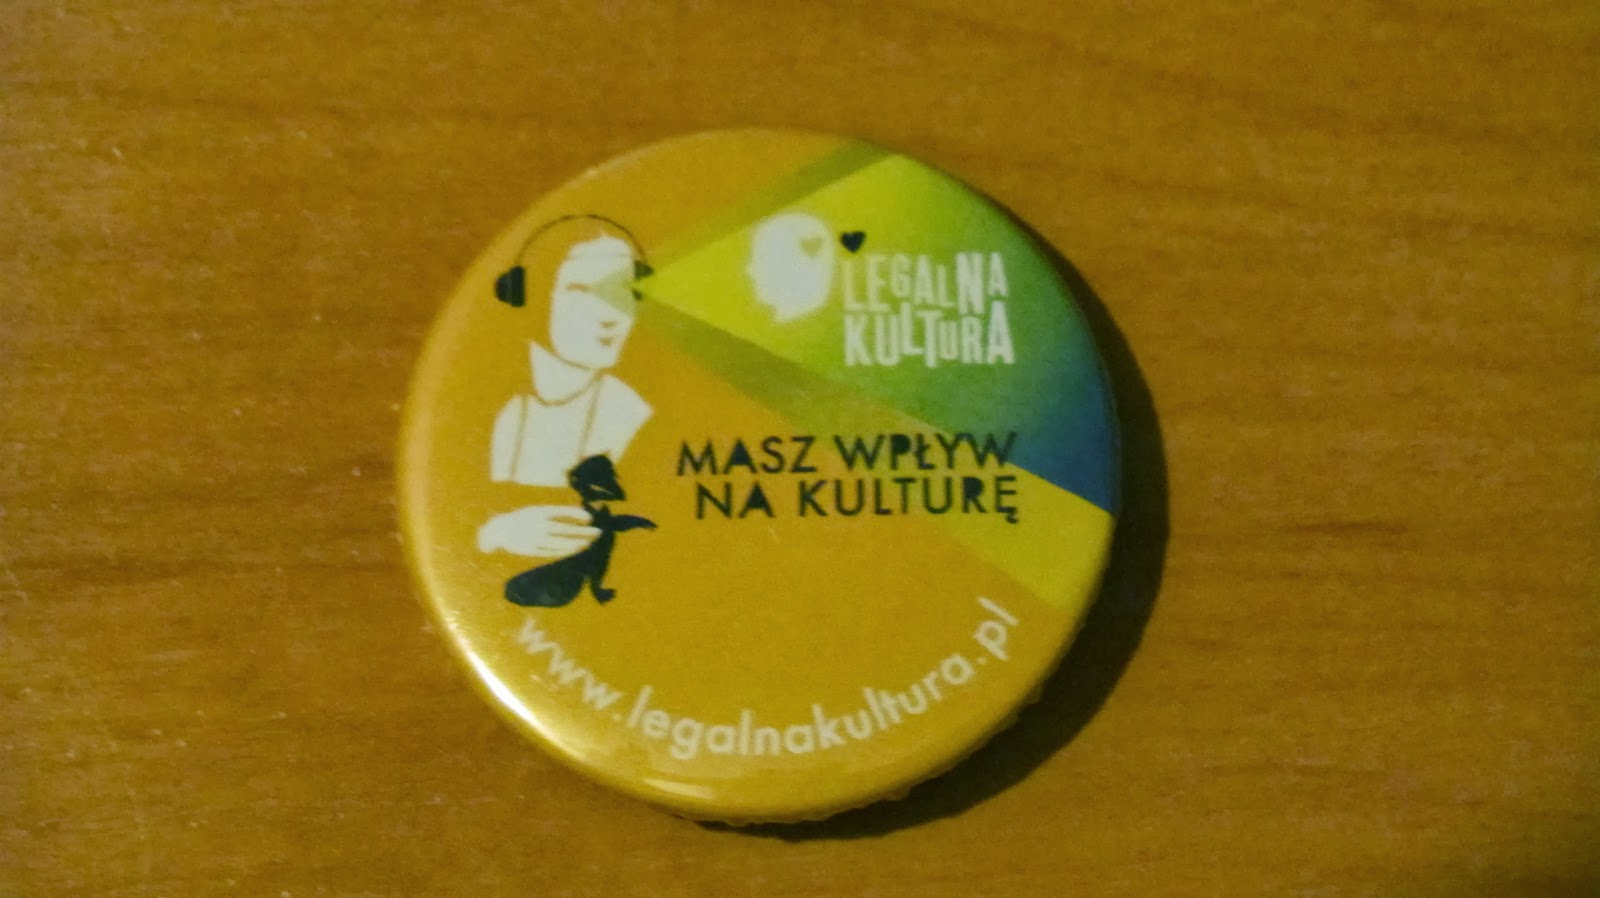 LEGALNA
KULTURA
MASZ WPŁYW
NA KULTURĘ
www.legalnakultura.pl